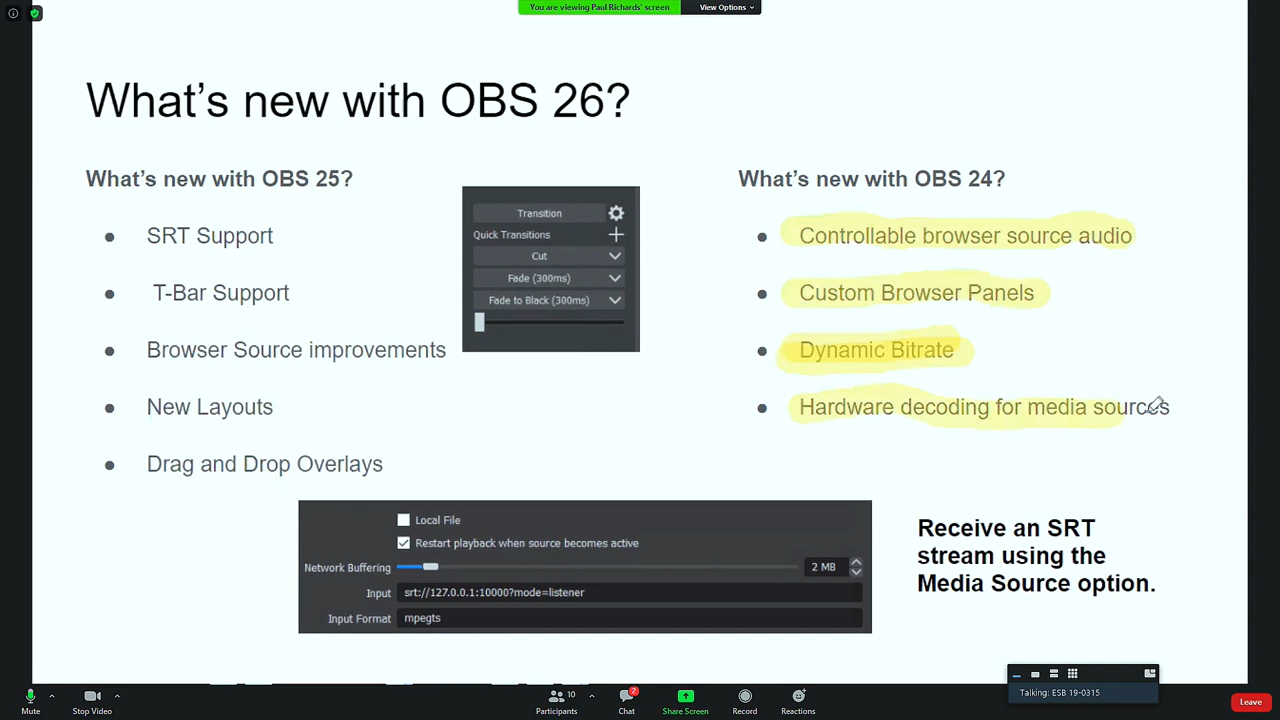 You are viewing Paul Richards' screen
View Options
What's new with OBS 26?
What's new with OBS 25?
SRT Support
T-Bar Support
Browser Source improvements
New Layouts
Drag and Drop Overlays
Transition
Quick Transitions
Cut
Fade (300ms)
Fade to Black (300ms)
What's new with OBS 24?
Controllable browser source audio
Custom Browser Panels
Dynamic Bitrate
Hardware decoding for media sources
Local File
Restart playback when source becomes active
Network Buffering
2 MB
Input
srt://127.0.0.1:10000?mode=listener
Input Format
mpegts
Receive an SRT
stream using the
Media Source option.
Talking: ESB 19-0315
Mute
Stop Video
10
Participants
2
Chat
Share Screen
Record
Reactions
Leave